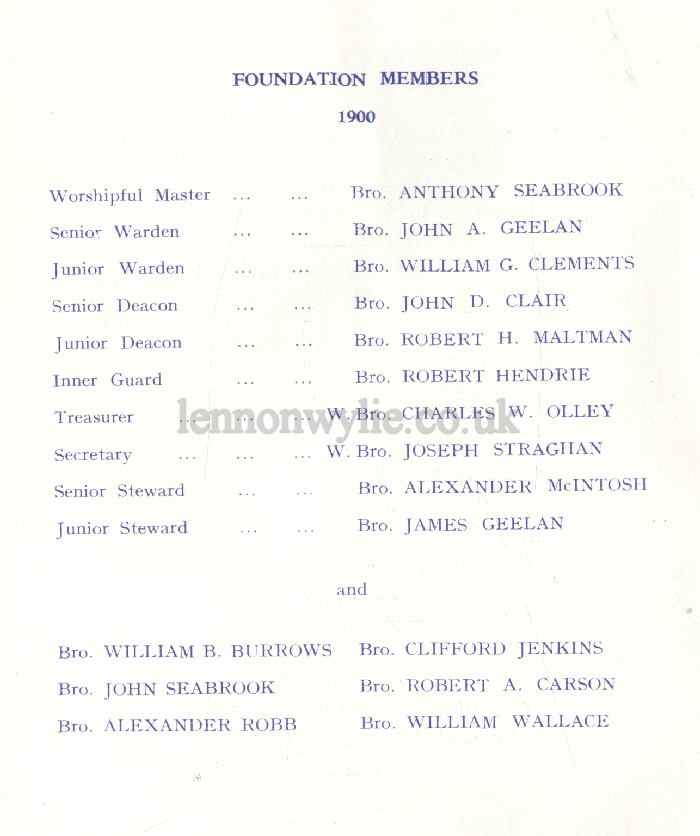 FOUNDATION MEMBERS
1900
Worshipful Master ... ... Bro. ANTHONY SEABROOK
Senior Warden ... ... Bro. JOHN A. GEELAN
Junior Warden ... ... Bro. WILLIAM G. CLEMENTS
Senior Deacon ... ... Bro. JOHN D. CLAIR
Junior Deacon ... ... Bro. ROBERT H. MALTMAN
Inner Guard ... ... Bro. ROBERT HENDRIE
Treasurer ... ... ... W. Bro. CHARLES W. OLLEY
lennonwylie.co.uk
Secretary ... ... ... W. Bro. JOSEPH STRAGHAN
Senior Steward ... ... Bro. ALEXANDER McINTOSH
Junior Steward ... ... Bro. JAMES GEELAN
and
Bro. WILLIAM B. BURROWS Bro. CLIFFORD JENKINS
Bro. JOHN SEABROOK Bro. ROBERT A. CARSON
Bro. ALEXANDER ROBB Bro. WILLIAM WALLACE